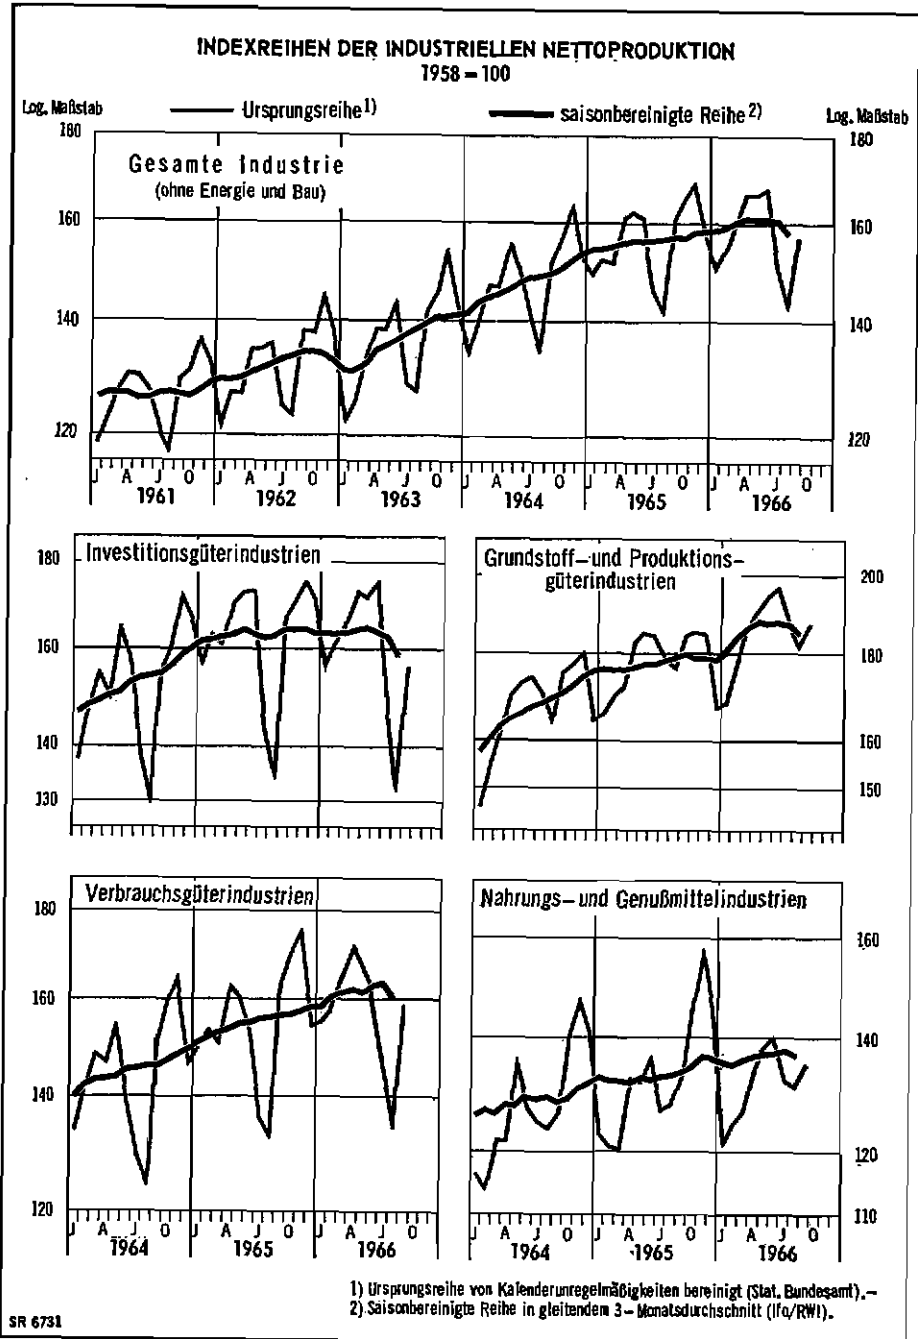 INDEXREIHEN DER INDUSTRIELLEN NETTOPRODUKTION
1958 = 100
Log. Maßstab
Ursprungsreihe 1)
saisonbereinigte Reihe 2)
Log. Maßstab
180
180
Gesamte Industrie
(ohne Energie und Bau)
160
160
140
140
120
120
J A J O J A J O J A J O J A J O J A J O J A J O
1961 1962 1963 1964 1965 1966
Investitionsgüterindustrien
180
160
140
130
Grundstoff- und Produktions-
güterindustrien
200
180
160
150
Verbrauchsgüterindustrien
180
160
140
120
J A J O J A J O J A J O
1964 1965 1966
Nahrungs- und Genußmittelindustrien
160
140
120
110
J A J O J A J O J A J O
1964 1965 1966
1) Ursprungsreihe von Kalenderunregelmäßigkeiten bereinigt (Stat. Bundesamt).-
2) Saisonbereinigte Reihe in gleitendem 3-Monatsdurchschnitt (Ifo/RWI).
SR 6731